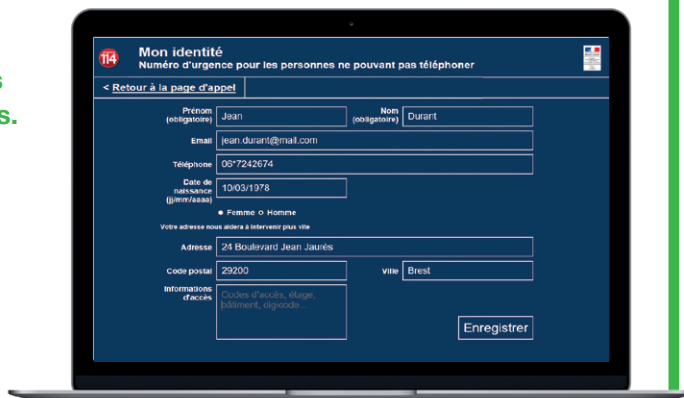 s
s.
114
Mon identité
Numéro d'urgence pour les personnes ne pouvant pas téléphoner
< Retour à la page d'appel
Prénom
(obligatoire)
Jean
Nom
(obligatoire)
Durant
Email
jean.durant@mail.com
Téléphone
06*7242674
Date de
naissance
(jj/mm/aaaa)
10/03/1978
Femme
Homme
Votre adresse nous aidera à intervenir plus vite
Adresse
24 Boulevard Jean Jaurès
Code postal
29200
Ville
Brest
Informations
d'accès
Codes d'accès, étage,
bâtiment, digicode...
Enregistrer